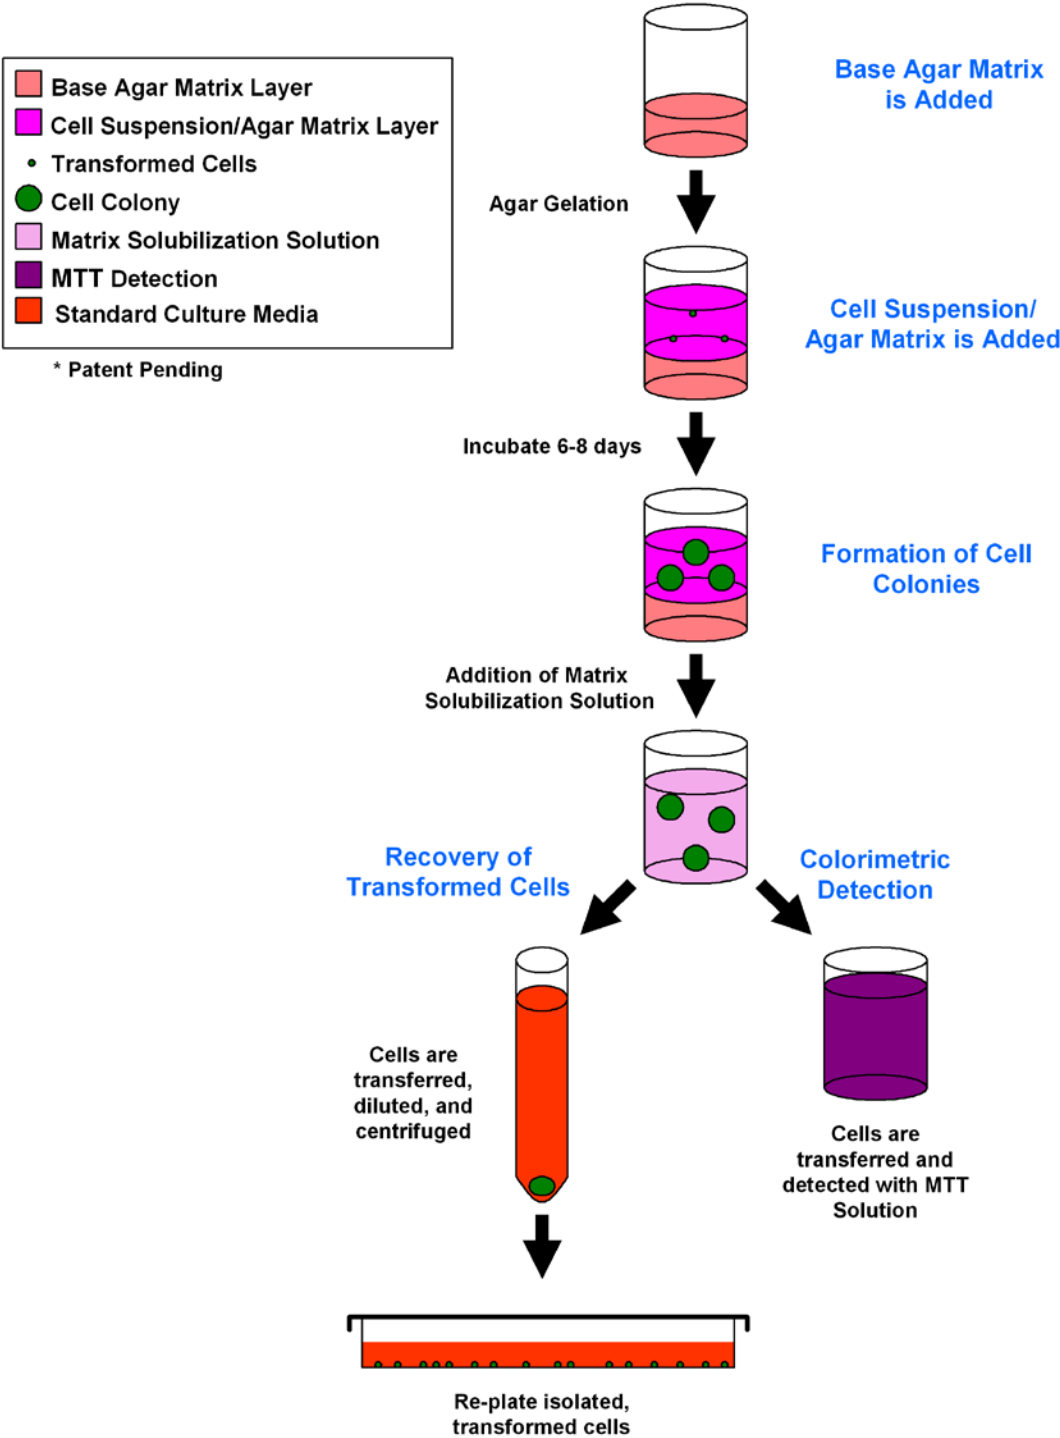 Base Agar Matrix Layer
Cell Suspension/Agar Matrix Layer
Transformed Cells
Cell Colony
Matrix Solubilization Solution
MTT Detection
Standard Culture Media
* Patent Pending
Base Agar Matrix
is Added
Agar Gelation
Cell Suspension/
Agar Matrix is Added
Incubate 6-8 days
Formation of Cell
Colonies
Addition of Matrix
Solubilization Solution
Recovery of
Transformed Cells
Colorimetric
Detection
Cells are
transferred,
diluted, and
centrifuged
Cells are
transferred and
detected with MTT
Solution
Re-plate isolated,
transformed cells